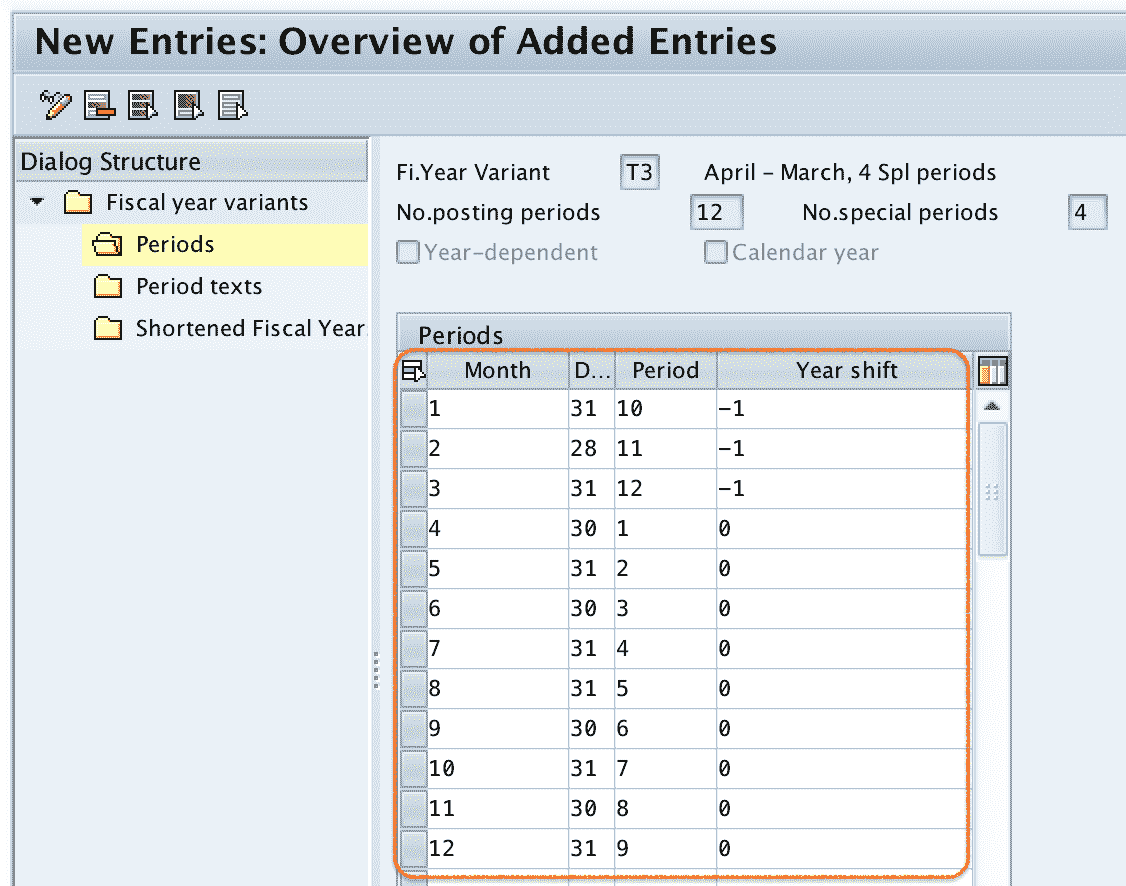 New Entries: Overview of Added Entries
Dialog Structure
Fiscal year variants
Periods
Period texts
Shortened Fiscal Year
Fi.Year Variant T3 April - March, 4 Spl periods
No.posting periods 12 No.special periods 4
Year-dependent Calendar year
Periods
Month D... Period Year shift
1 31 10 -1
2 28 11 -1
3 31 12 -1
4 30 1 0
5 31 2 0
6 30 3 0
7 31 4 0
8 31 5 0
9 30 6 0
10 31 7 0
11 30 8 0
12 31 9 0